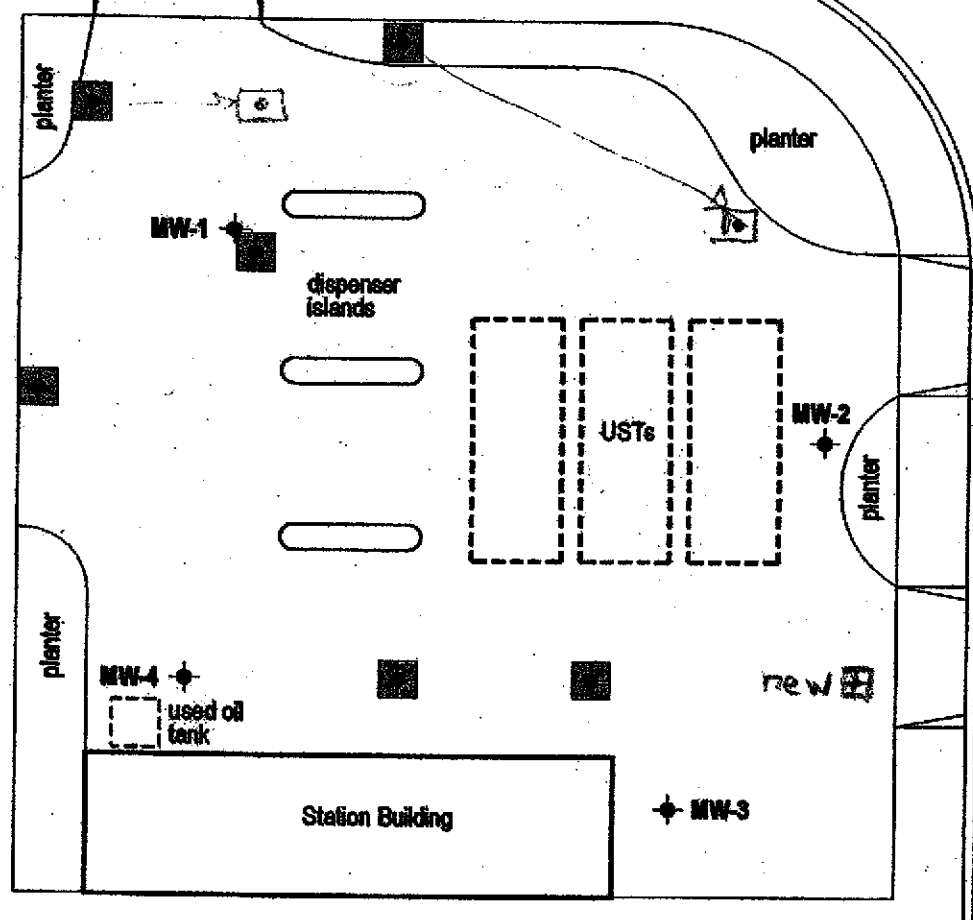 planter
planter
MW-1
dispenser
islands
MW-2
USTs
planter
planter
MW-4
new
used oil
tank
Station Building
MW-3